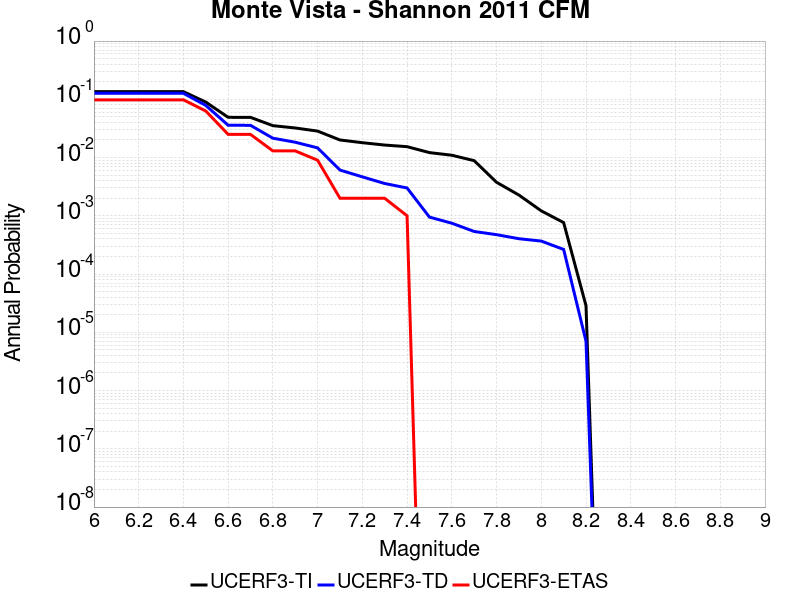 Monte Vista - Shannon 2011 CFM
10^0
10^-1
10^-2
10^-3
10^-4
10^-5
10^-6
10^-7
10^-8
Annual Probability
6 6.2 6.4 6.6 6.8 7 7.2 7.4 7.6 7.8 8 8.2 8.4 8.6 8.8 9
Magnitude
UCERF3-TI UCERF3-TD UCERF3-ETAS